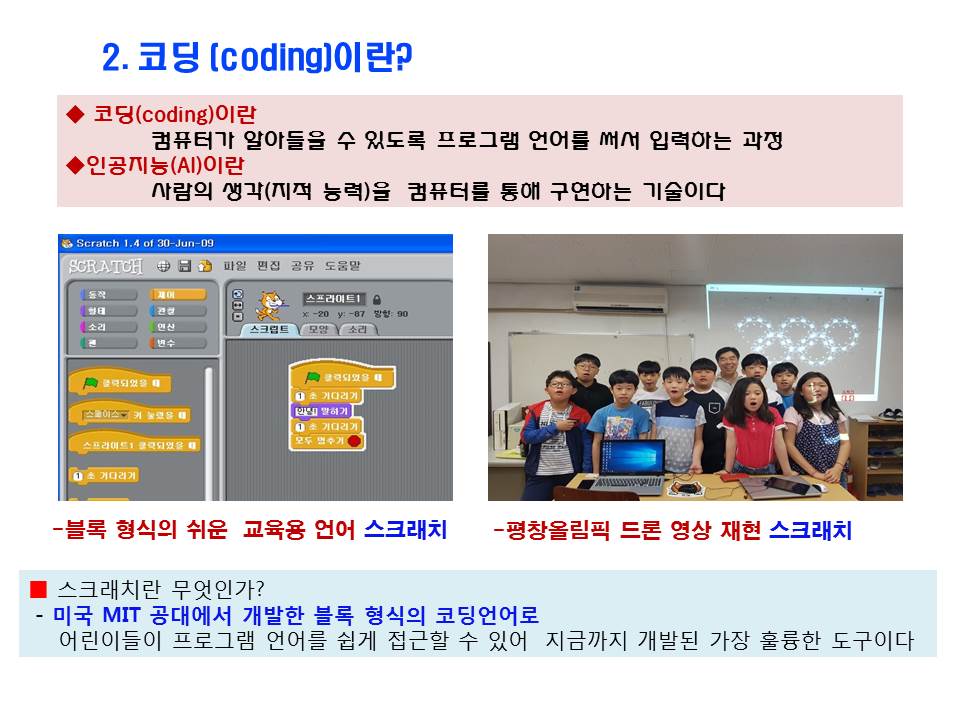 2. 코딩 (coding)이란?
◆ 코딩(coding)이란
컴퓨터가 알아들을 수 있도록 프로그램 언어를 써서 입력하는 과정
◆인공지능(AI)이란
사람의 생각(지적 능력)을 컴퓨터를 통해 구현하는 기술이다
Scratch 1.4 of 30-Jun-09
SCRATCH 파일 편집 공유 도움말
동작 제어
형태 관찰
소리 연산
펜 변수
스프라이트1
x: -20 y: -87 방향: 90
스크립트 모양 소리
클릭되었을 때
스페이스 키 눌렸을 때
스프라이트1 클릭되었을 때
1 초 기다리기
클릭되었을 때
1 초 기다리기
안녕! 말하기
1 초 기다리기
모두 멈추기
-블록 형식의 쉬운 교육용 언어 스크래치
-평창올림픽 드론 영상 재현 스크래치
■ 스크래치란 무엇인가?
- 미국 MIT 공대에서 개발한 블록 형식의 코딩언어로
어린이들이 프로그램 언어를 쉽게 접근할 수 있어 지금까지 개발된 가장 훌륭한 도구이다